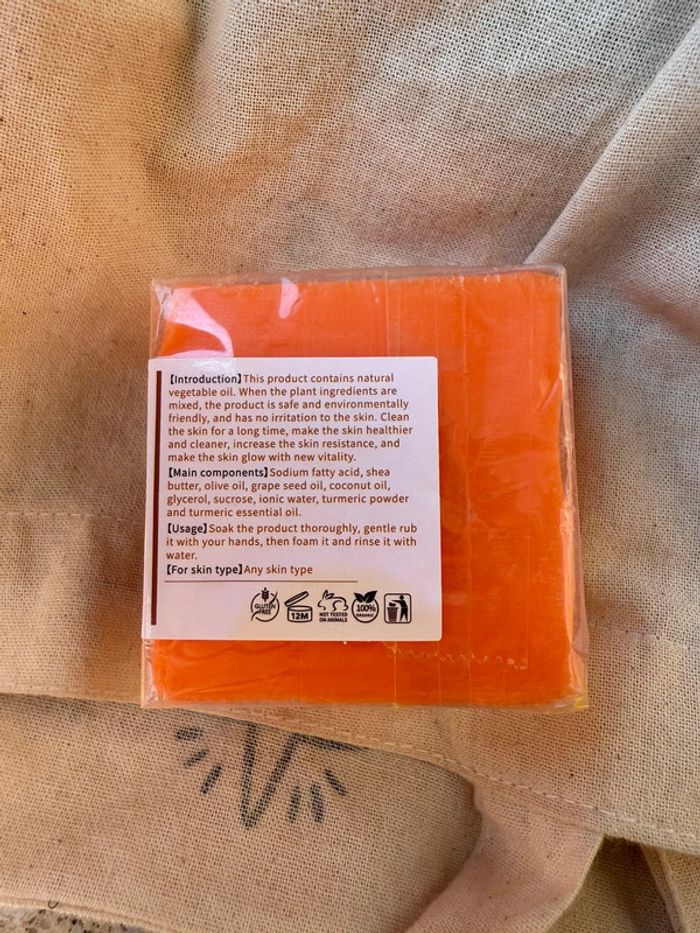 【Introduction】This product contains natural
vegetable oil. When the plant ingredients are
mixed, the product is safe and environmentally
friendly, and has no irritation to the skin. Clean
the skin for a long time, make the skin healthier
and cleaner, increase the skin resistance, and
make the skin glow with new vitality.
【Main components】Sodium fatty acid, shea
butter, olive oil, grape seed oil, coconut oil,
glycerol, sucrose, ionic water, turmeric powder
and turmeric essential oil.
【Usage】Soak the product thoroughly, gentle rub
it with your hands, then foam it and rinse it with
water.
【For skin type】Any skin type
GLUTEN
FREE
12M
NOT TESTED
ON ANIMALS
100%
ORGANIC